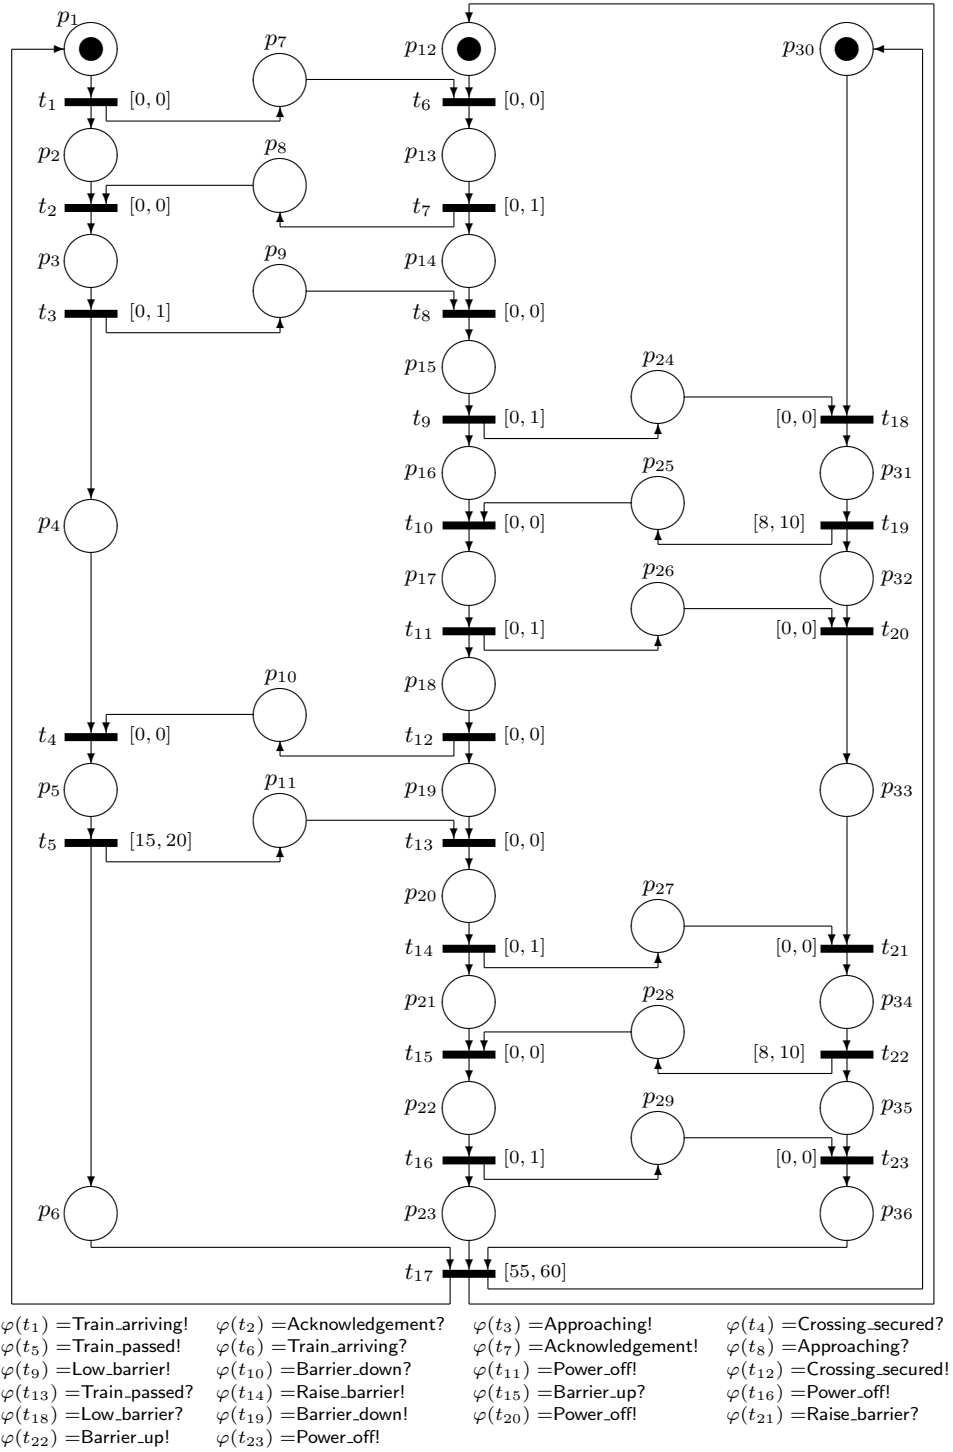 p1
p7
p12
p30
t1 [0, 0]
t6 [0, 0]
p2
p8
p13
t2 [0, 0]
t7 [0, 1]
p3
p9
p14
t3 [0, 1]
t8 [0, 0]
p15
p24
t9 [0, 1]
[0, 0] t18
p16
p25
p31
p4
t10 [0, 0]
[8, 10] t19
p17
p26
p32
t11 [0, 1]
[0, 0] t20
p10
p18
t4 [0, 0]
t12 [0, 0]
p5
p11
p19
p33
t5 [15, 20]
t13 [0, 0]
p20
p27
t14 [0, 1]
[0, 0] t21
p21
p28
p34
t15 [0, 0]
[8, 10] t22
p22
p29
p35
t16 [0, 1]
[0, 0] t23
p6
p23
p36
t17 [55, 60]
φ(t1) =Train_arriving! φ(t2) =Acknowledgement? φ(t3) =Approaching! φ(t4) =Crossing_secured?
φ(t5) =Train_passed! φ(t6) =Train_arriving? φ(t7) =Acknowledgement! φ(t8) =Approaching?
φ(t9) =Low_barrier! φ(t10) =Barrier_down? φ(t11) =Power_off! φ(t12) =Crossing_secured!
φ(t13) =Train_passed? φ(t14) =Raise_barrier! φ(t15) =Barrier_up? φ(t16) =Power_off!
φ(t18) =Low_barrier? φ(t19) =Barrier_down! φ(t20) =Power_off! φ(t21) =Raise_barrier?
φ(t22) =Barrier_up! φ(t23) =Power_off!